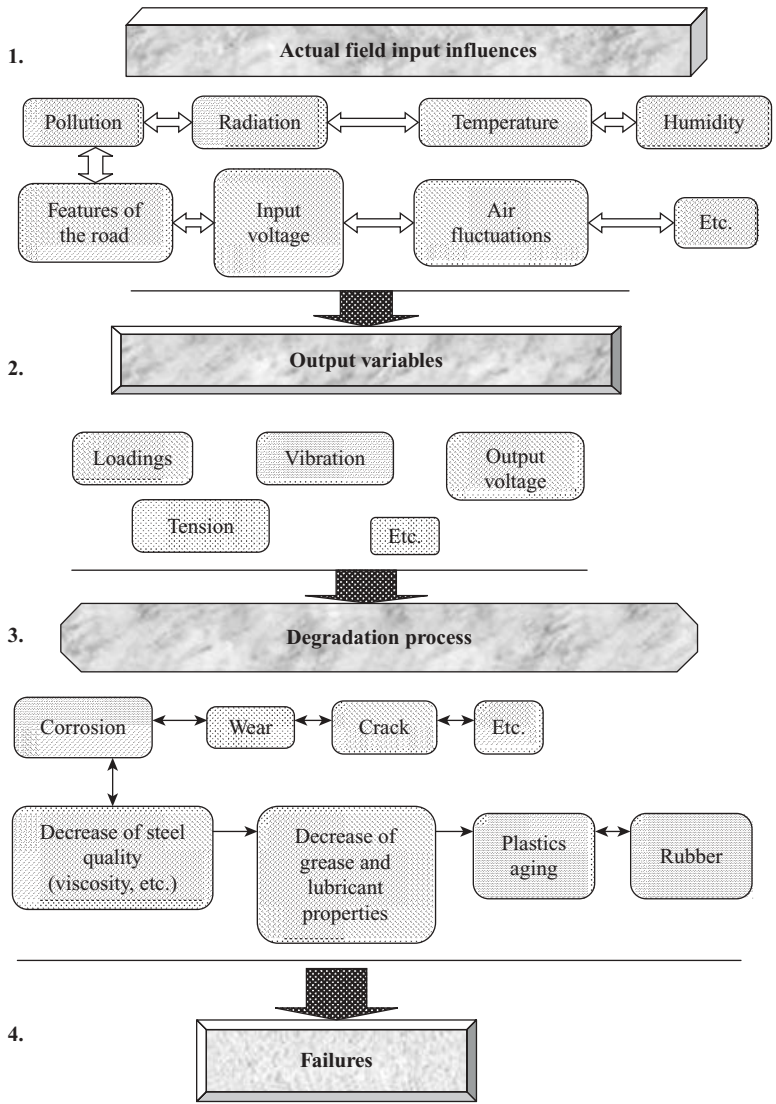 1.
Actual field input influences
Pollution
Radiation
Temperature
Humidity
Features of
the road
Input
voltage
Air
fluctuations
Etc.
2.
Output variables
Loadings
Vibration
Output
voltage
Tension
Etc.
3.
Degradation process
Corrosion
Wear
Crack
Etc.
Decrease of steel
quality
(viscosity, etc.)
Decrease of
grease and
lubricant
properties
Plastics
aging
Rubber
4.
Failures